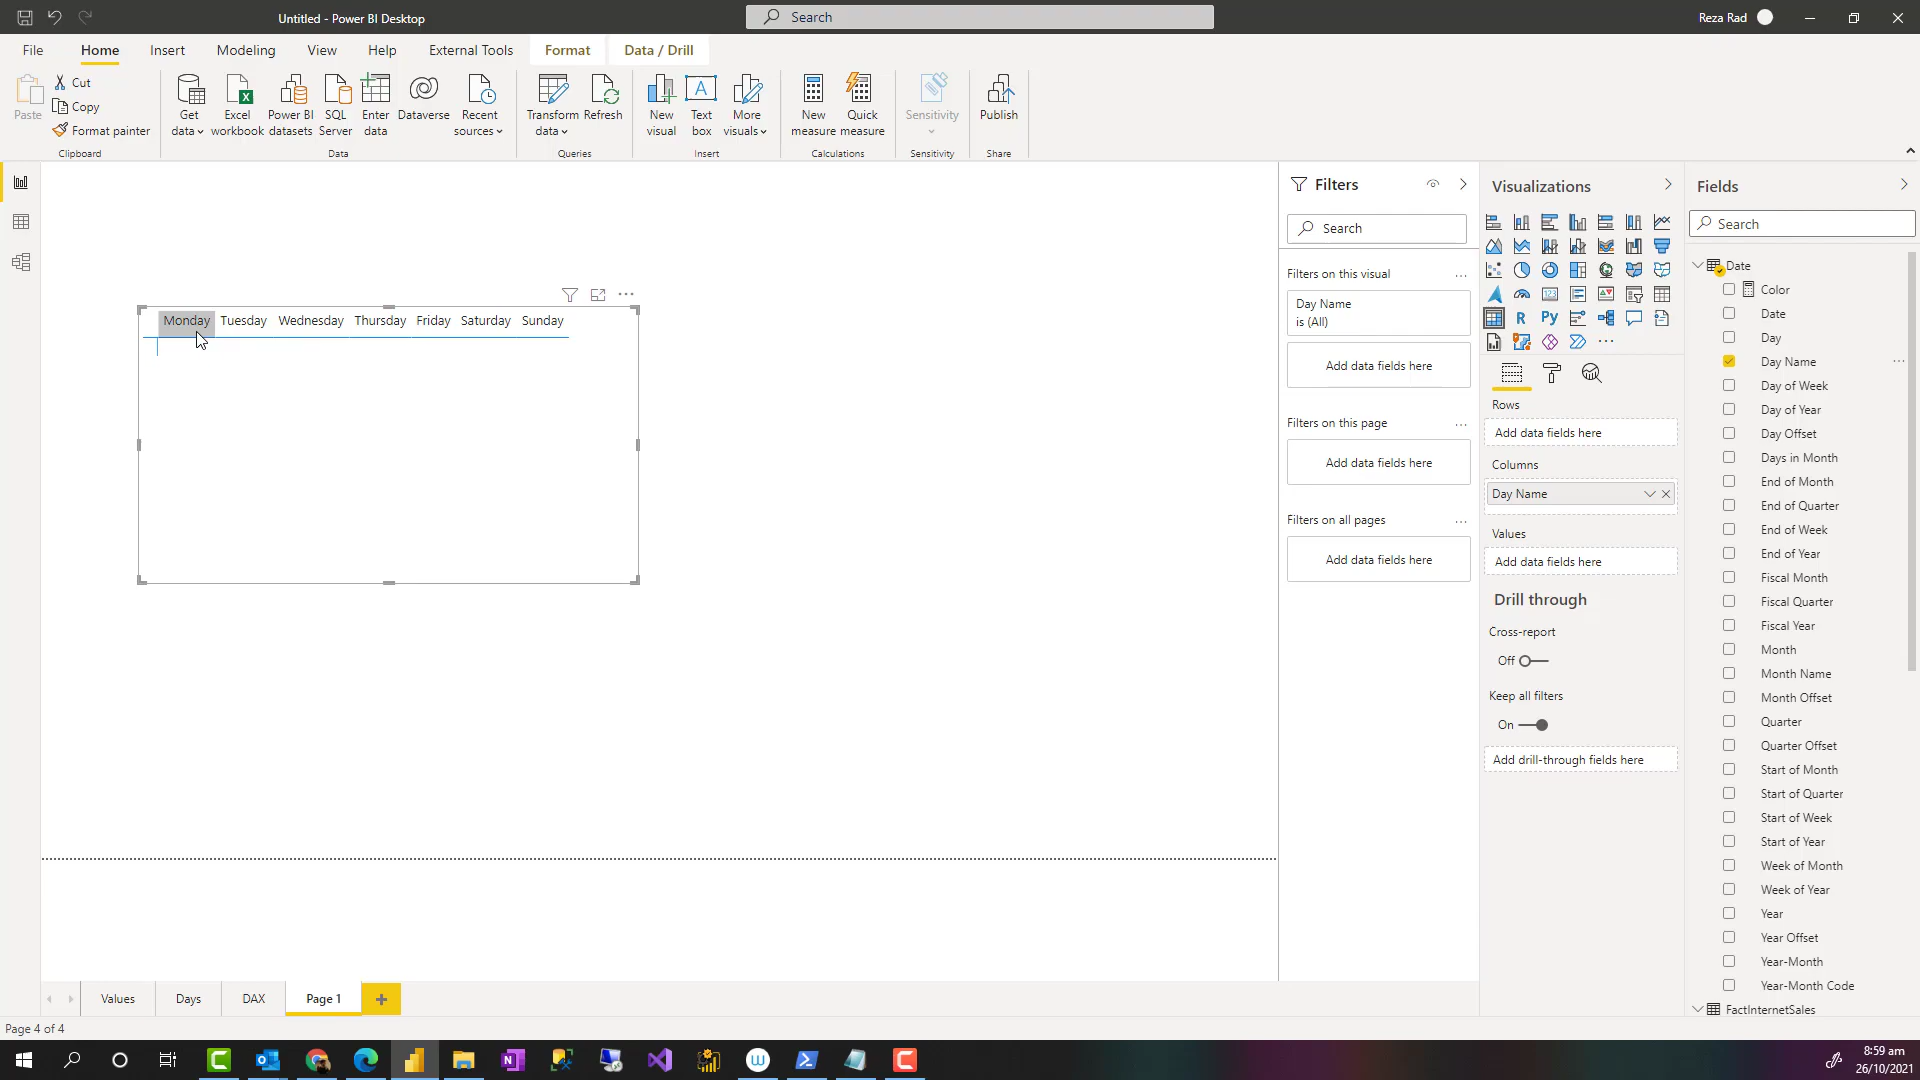 Untitled - Power BI Desktop
Search
Reza Rad
File
Home
Insert
Modeling
View
Help
External Tools
Format
Data / Drill
Paste
Cut
Copy
Format painter
Clipboard
Get data
Excel workbook
Power BI datasets
SQL Server
Enter data
Dataverse
Recent sources
Data
Transform data
Refresh
Queries
New visual
Text box
More visuals
Insert
New measure
Quick measure
Calculations
Sensitivity
Sensitivity
Publish
Share
Monday Tuesday Wednesday Thursday Friday Saturday Sunday
Filters
Search
Filters on this visual
Day Name
is (All)
Add data fields here
Filters on this page
Add data fields here
Filters on all pages
Add data fields here
Visualizations
R
Py
123
Rows
Add data fields here
Columns
Day Name
Values
Add data fields here
Drill through
Cross-report
Off
Keep all filters
On
Add drill-through fields here
Fields
Search
Date
Color
Date
Day
Day Name
Day of Week
Day of Year
Day Offset
Days in Month
End of Month
End of Quarter
End of Week
End of Year
Fiscal Month
Fiscal Quarter
Fiscal Year
Month
Month Name
Month Offset
Quarter
Quarter Offset
Start of Month
Start of Quarter
Start of Week
Start of Year
Week of Month
Week of Year
Year
Year Offset
Year-Month
Year-Month Code
FactInternetSales
Values
Days
DAX
Page 1
Page 4 of 4
8:59 am
26/10/2021